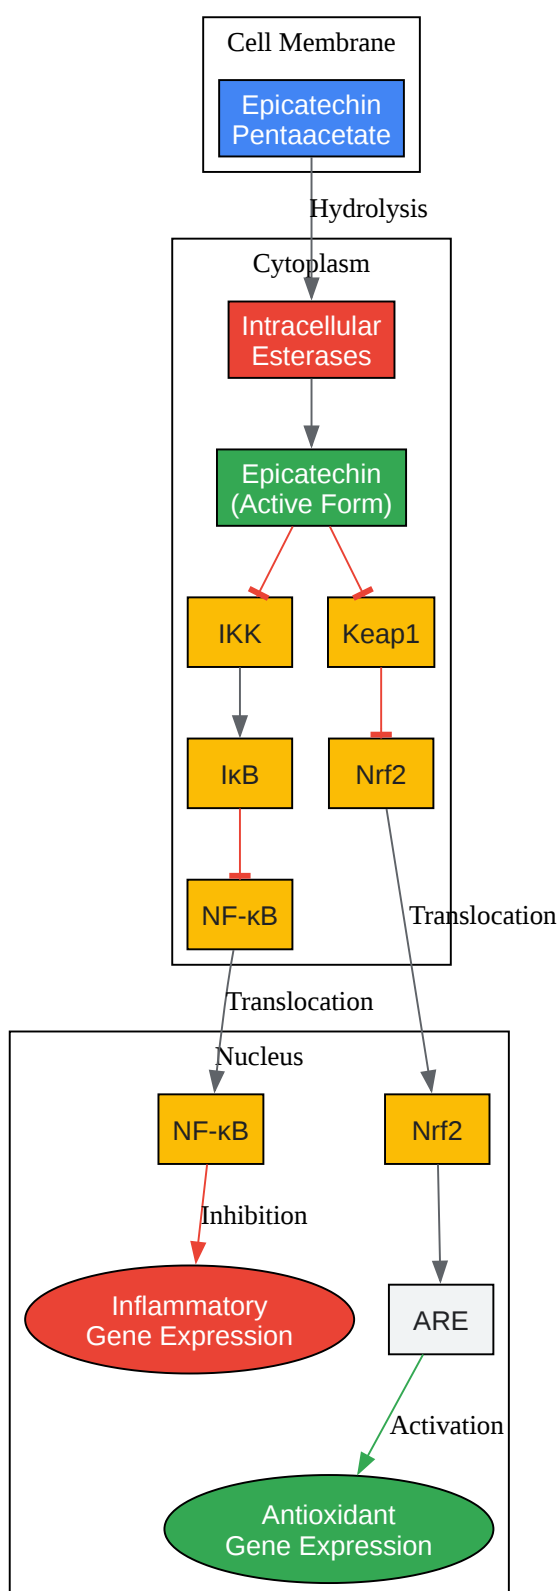 Cell Membrane
Epicatechin
Pentaacetate
Hydrolysis
Cytoplasm
Intracellular
Esterases
Epicatechin
(Active Form)
IKK
Keap1
IκB
Nrf2
NF-κB
Translocation
Translocation
Nucleus
NF-κB
Nrf2
Inhibition
Inflammatory
Gene Expression
ARE
Activation
Antioxidant
Gene Expression